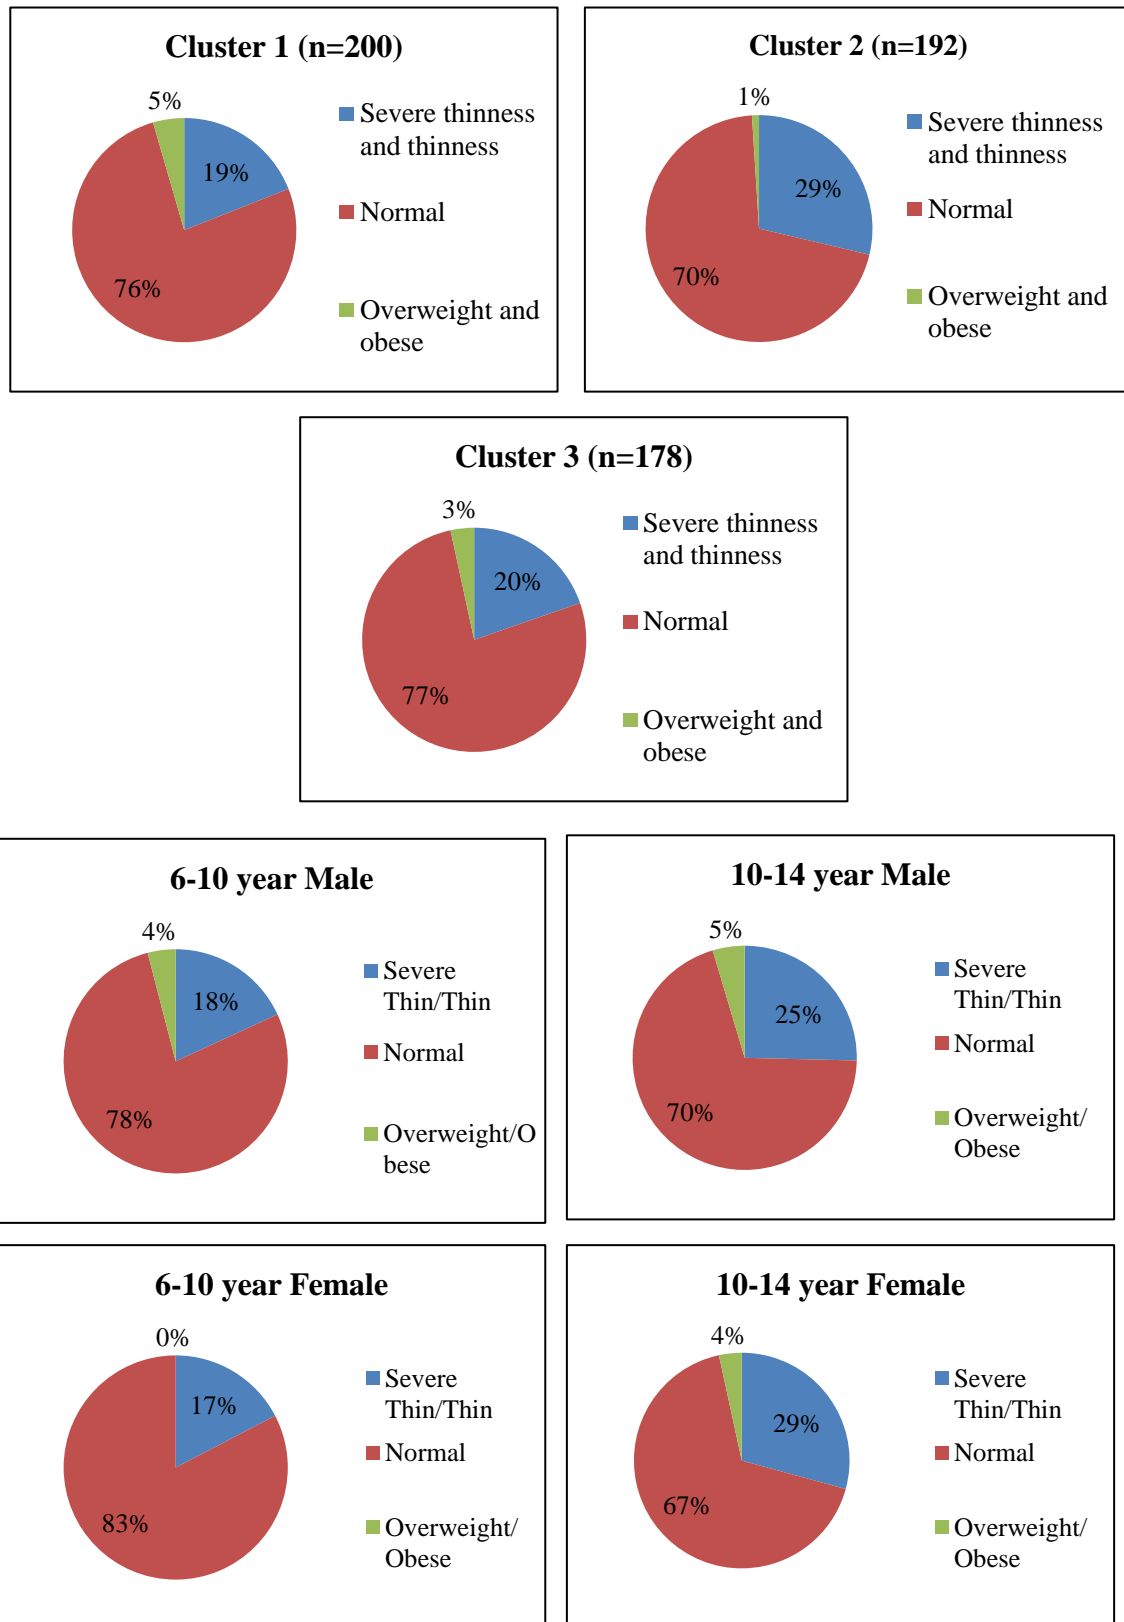 Cluster 1 (n=200)
5%
19%
76%
Severe thinness
and thinness
Normal
Overweight and
obese
Cluster 2 (n=192)
1%
29%
70%
Severe thinness
and thinness
Normal
Overweight and
obese
Cluster 3 (n=178)
3%
20%
77%
Severe thinness
and thinness
Normal
Overweight and
obese
6-10 year Male
4%
18%
78%
Severe
Thin/Thin
Normal
Overweight/O
bese
10-14 year Male
5%
25%
70%
Severe
Thin/Thin
Normal
Overweight/
Obese
6-10 year Female
0%
17%
83%
Severe
Thin/Thin
Normal
Overweight/
Obese
10-14 year Female
4%
29%
67%
Severe
Thin/Thin
Normal
Overweight/
Obese